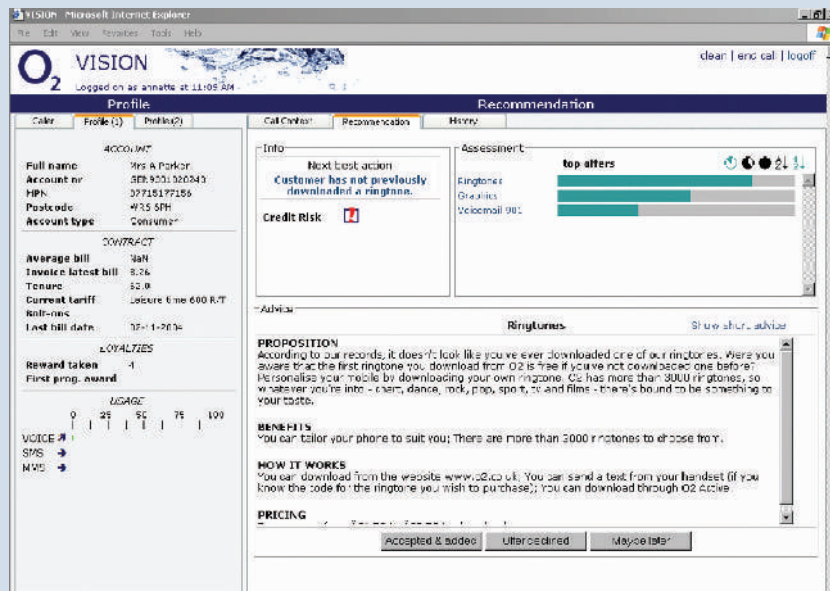 VISION - Microsoft Internet Explorer
File Edit View Favorites Tools Help
O2 VISION
Logged on as annette at 11:05 AM
clean | end call | logoff
Profile
Caller Profile (1) Profile(2)
ACCOUNT
Full name Mrs A Parker
Account nr
MPN 07715177156
Postcode WR5 5PH
Account type Consumer
CONTRACT
Average bill NaN
Invoice latest bill 8.26
Tenure 52.0
Current tariff Leisure time 600 R/T
Bolt-ons
Last bill date 02-11-2004
LOYALTIES
Reward taken 4
First prog. award
USAGE
0 25 50 75 100
VOICE
SMS
MMS
Recommendation
Call Context Recommendation History
Info
Next best action
Customer has not previously
downloaded a ringtone.
Credit Risk !
Assessment
top offers
Ringtones
Graphics
Voicemail 901
Advice
Ringtones Show short advice
PROPOSITION
According to our records, it doesn't look like you've ever downloaded one of our ringtones. Were you
aware that the first ringtone you download from O2 is free if you've not downloaded one before?
Personalise your mobile by downloading your own ringtone. O2 has more than 3000 ringtones, so
whatever you're into - chart, dance, rock, pop, sport, tv and films - there's bound to be something to
your taste.
BENEFITS
You can tailor your phone to suit you; There are more than 3000 ringtones to choose from.
HOW IT WORKS
You can download from the website www.o2.co.uk; You can send a text from your handset (if you
know the code for the ringtone you wish to purchase); You can download through O2 Active
PRICING
Accepted & added Offer declined Maybe later